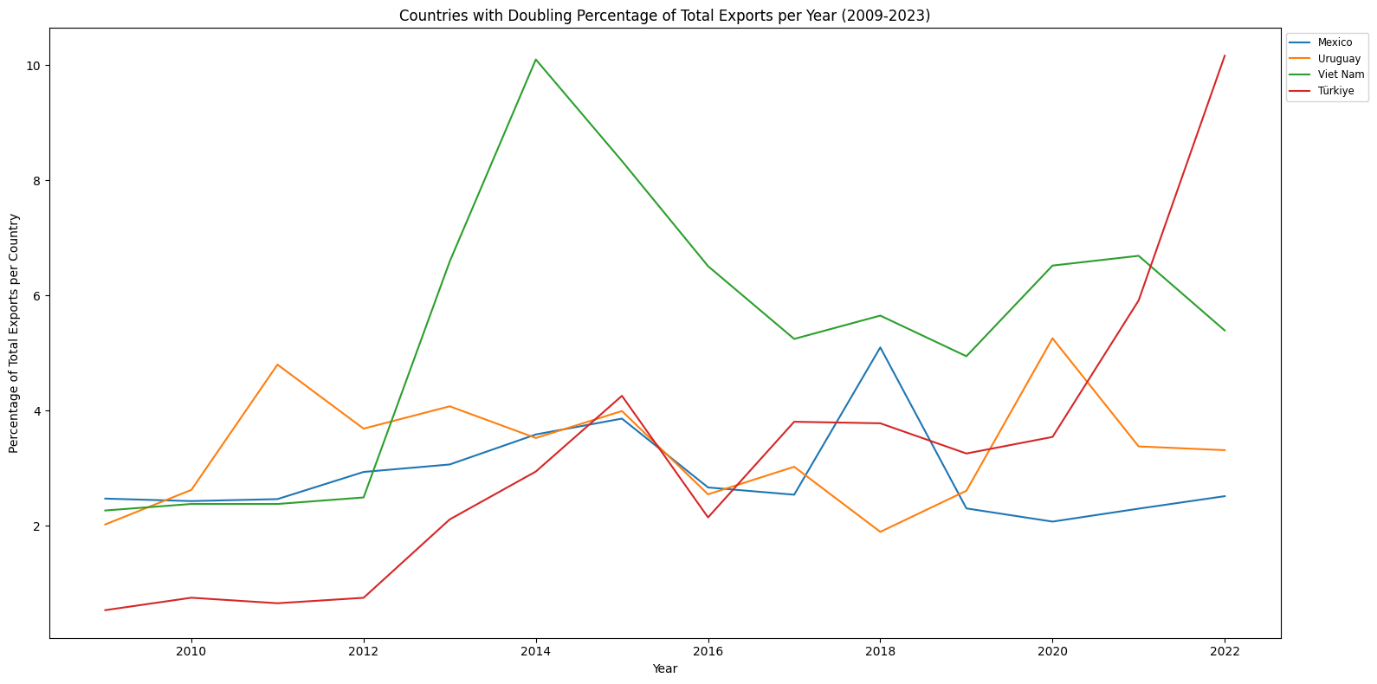 Countries with Doubling Percentage of Total Exports per Year (2009-2023)
Mexico
Uruguay
Viet Nam
Türkiye
Percentage of Total Exports per Country
10
8
6
4
2
2010
2012
2014
2016
2018
2020
2022
Year